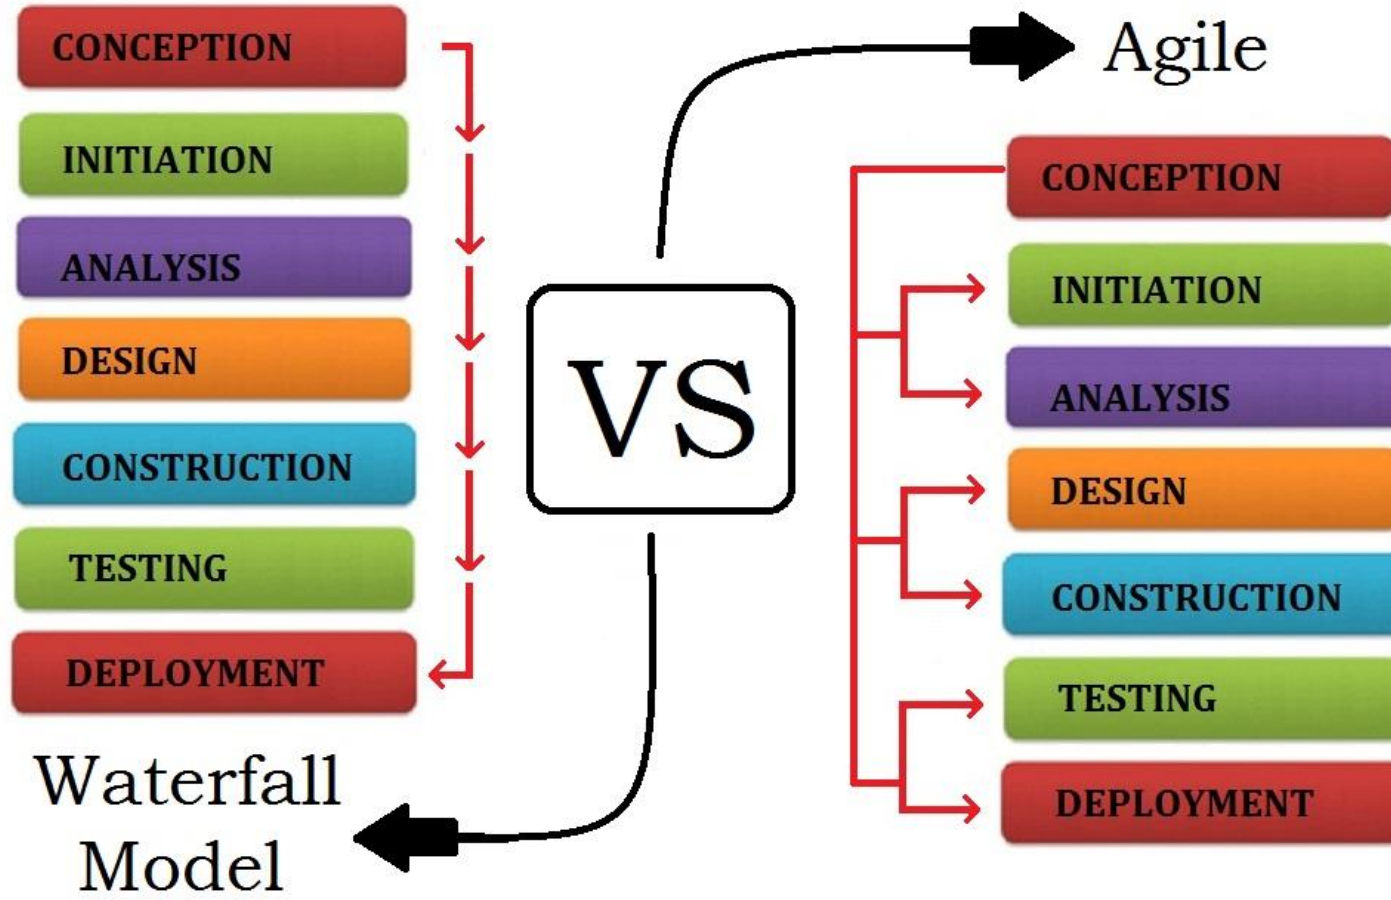 CONCEPTION
INITIATION
ANALYSIS
DESIGN
CONSTRUCTION
TESTING
DEPLOYMENT
Waterfall
Model
VS
Agile
CONCEPTION
INITIATION
ANALYSIS
DESIGN
CONSTRUCTION
TESTING
DEPLOYMENT